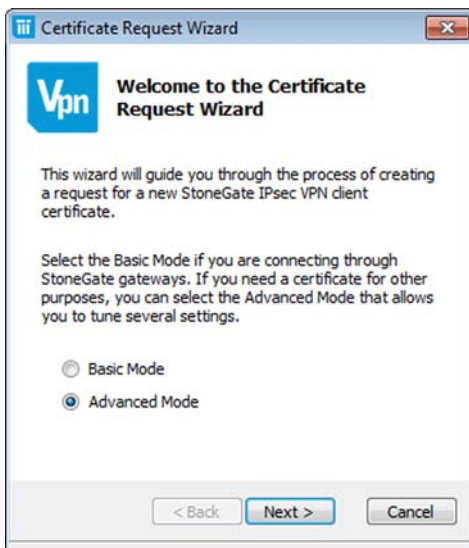 Certificate Request Wizard
Vpn
Welcome to the Certificate
Request Wizard
This wizard will guide you through the process of creating
a request for a new StoneGate IPsec VPN client
certificate.
Select the Basic Mode if you are connecting through
StoneGate gateways. If you need a certificate for other
purposes, you can select the Advanced Mode that allows
you to tune several settings.
Basic Mode
Advanced Mode
< Back Next > Cancel